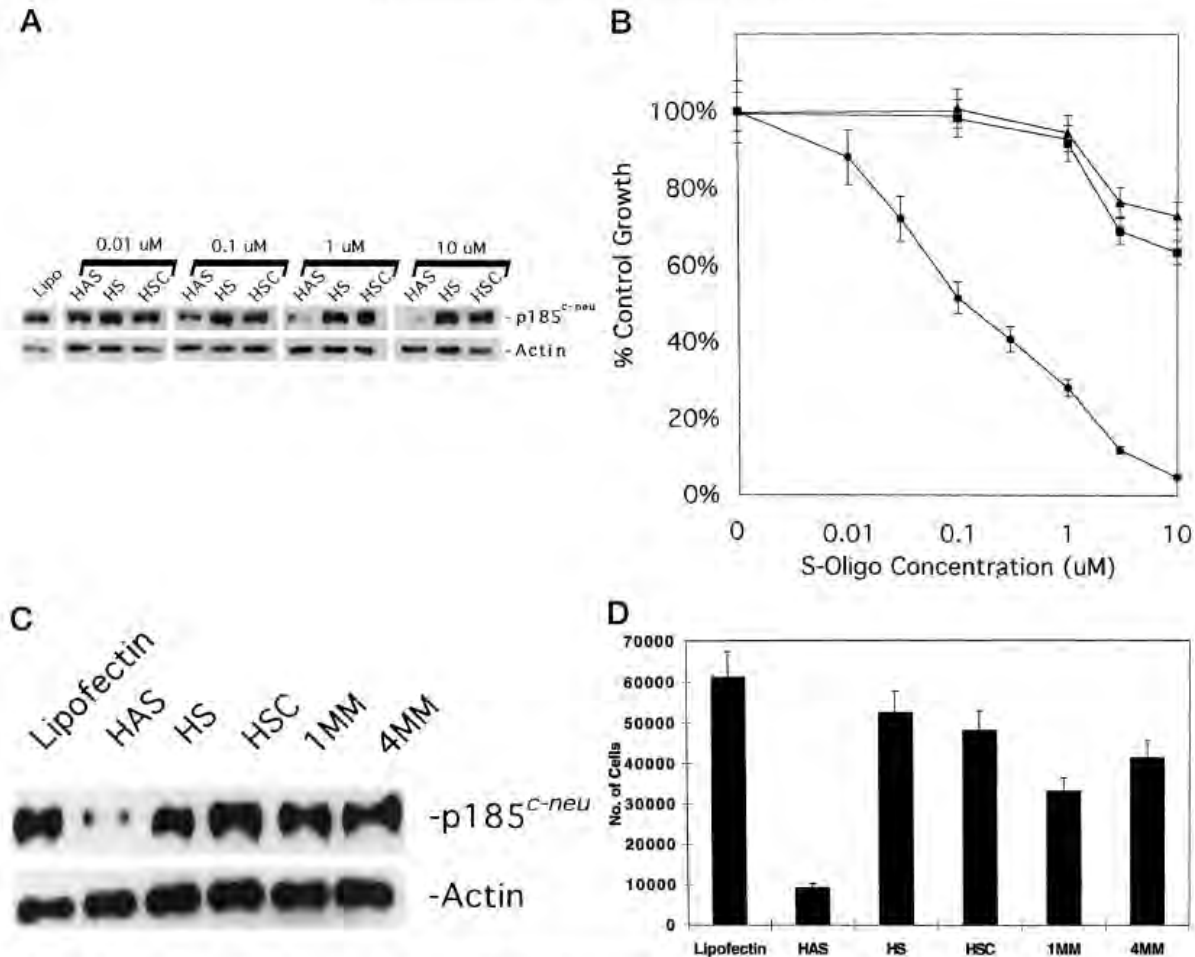 A
0.01 uM 0.1 uM 1 uM 10 uM
Lipo HAS HS HSC HAS HS HSC HAS HS HSC HAS HS HSC
-p185c-neu
-Actin
B
100%
80%
60%
40%
20%
0%
% Control Growth
0 0.01 0.1 1 10
S-Oligo Concentration (uM)
C
Lipofectin HAS HS HSC 1MM 4MM
-p185c-neu
-Actin
D
70000
60000
50000
40000
30000
20000
10000
0
No. of Cells
Lipofectin HAS HS HSC 1MM 4MM